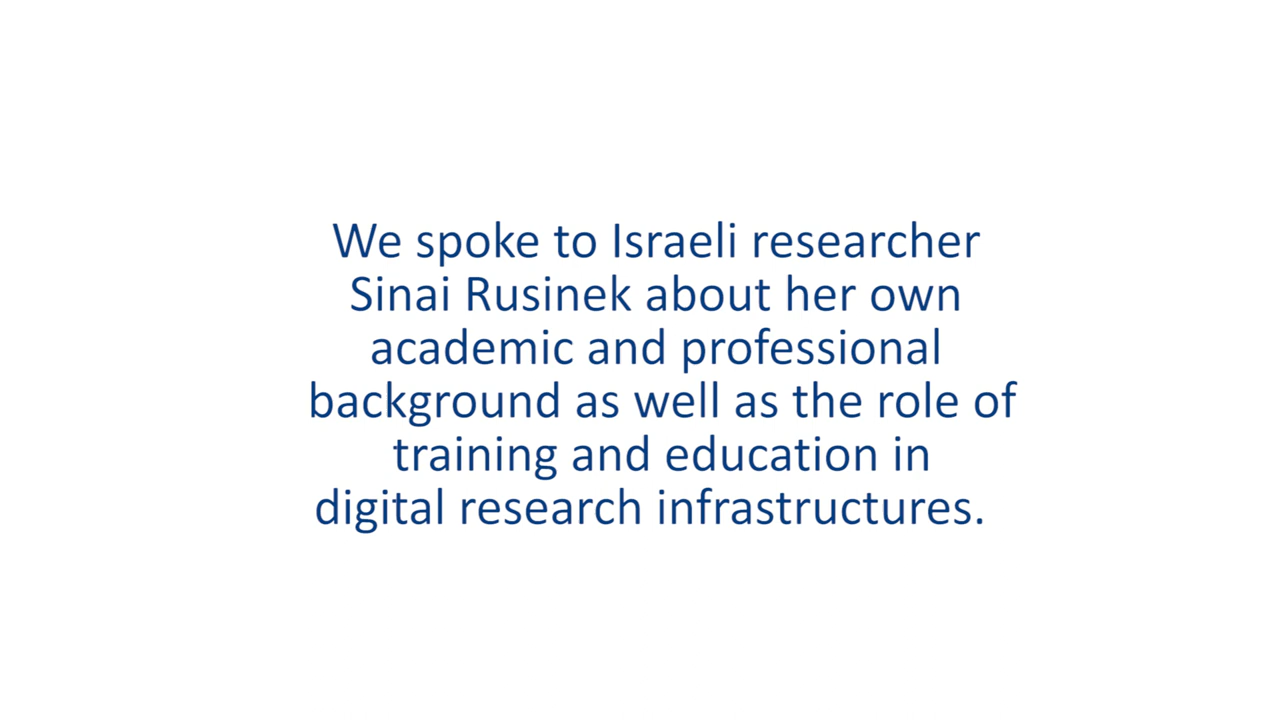 We spoke to Israeli researcher
Sinai Rusinek about her own
academic and professional
background as well as the role of
training and education in
digital research infrastructures.